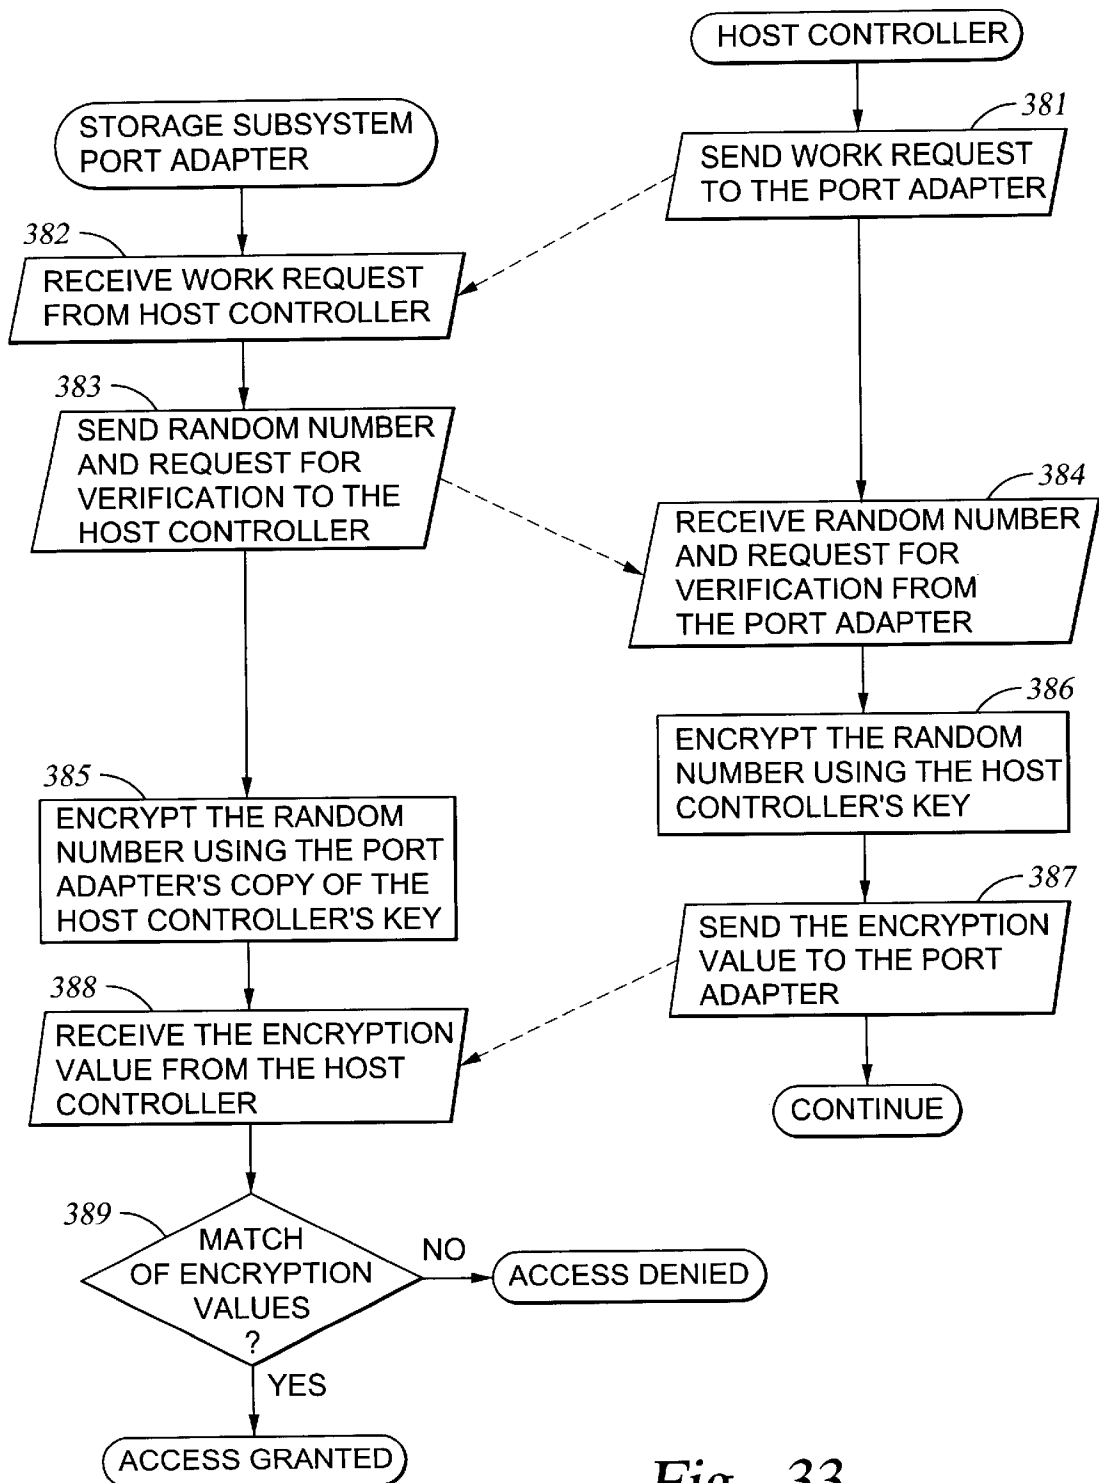 HOST CONTROLLER
381
SEND WORK REQUEST
TO THE PORT ADAPTER
STORAGE SUBSYSTEM
PORT ADAPTER
382
RECEIVE WORK REQUEST
FROM HOST CONTROLLER
383
SEND RANDOM NUMBER
AND REQUEST FOR
VERIFICATION TO THE
HOST CONTROLLER
384
RECEIVE RANDOM NUMBER
AND REQUEST FOR
VERIFICATION FROM
THE PORT ADAPTER
386
ENCRYPT THE RANDOM
NUMBER USING THE HOST
CONTROLLER'S KEY
385
ENCRYPT THE RANDOM
NUMBER USING THE PORT
ADAPTER'S COPY OF THE
HOST CONTROLLER'S KEY
387
SEND THE ENCRYPTION
VALUE TO THE PORT
ADAPTER
388
RECEIVE THE ENCRYPTION
VALUE FROM THE HOST
CONTROLLER
CONTINUE
389
MATCH
OF ENCRYPTION
VALUES
?
NO
ACCESS DENIED
YES
ACCESS GRANTED
Fig. 33